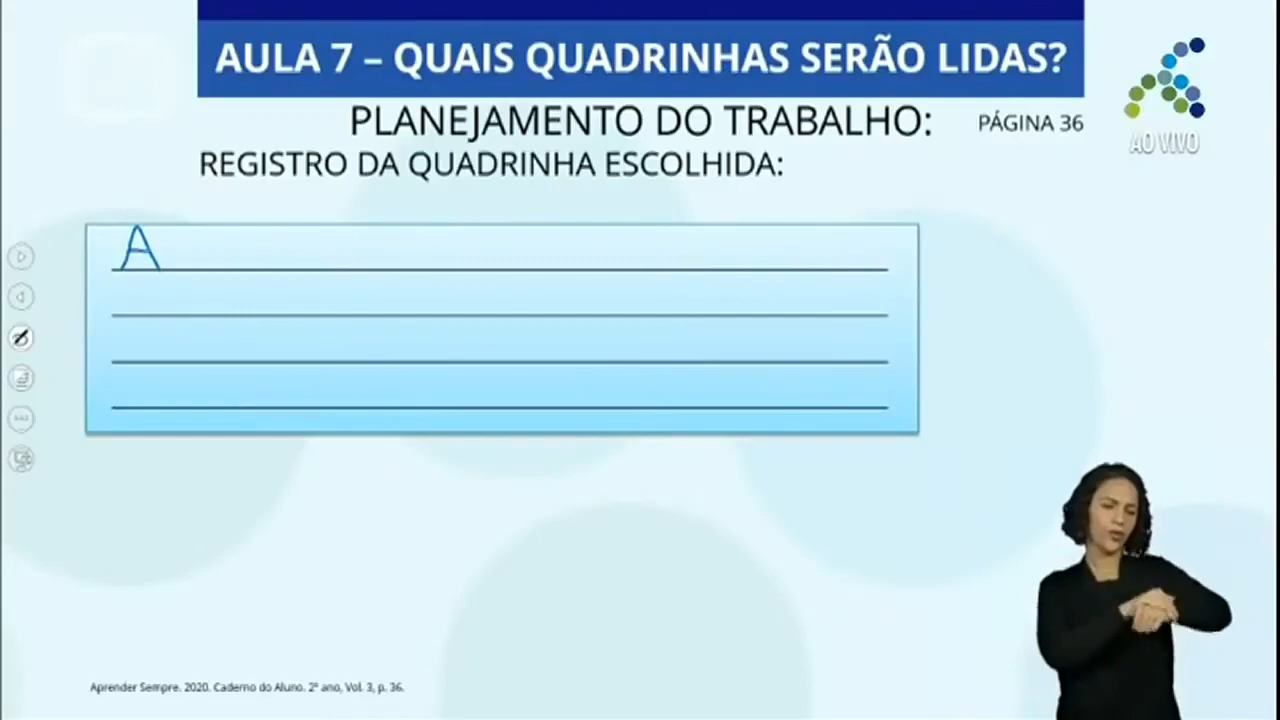 AULA 7 – QUAIS QUADRINHAS SERÃO LIDAS?
PLANEJAMENTO DO TRABALHO:
PÁGINA 36
AO VIVO
REGISTRO DA QUADRINHA ESCOLHIDA:
A
Aprender Sempre. 2020. Caderno do Aluno. 2º ano, Vol. 3, p. 36.